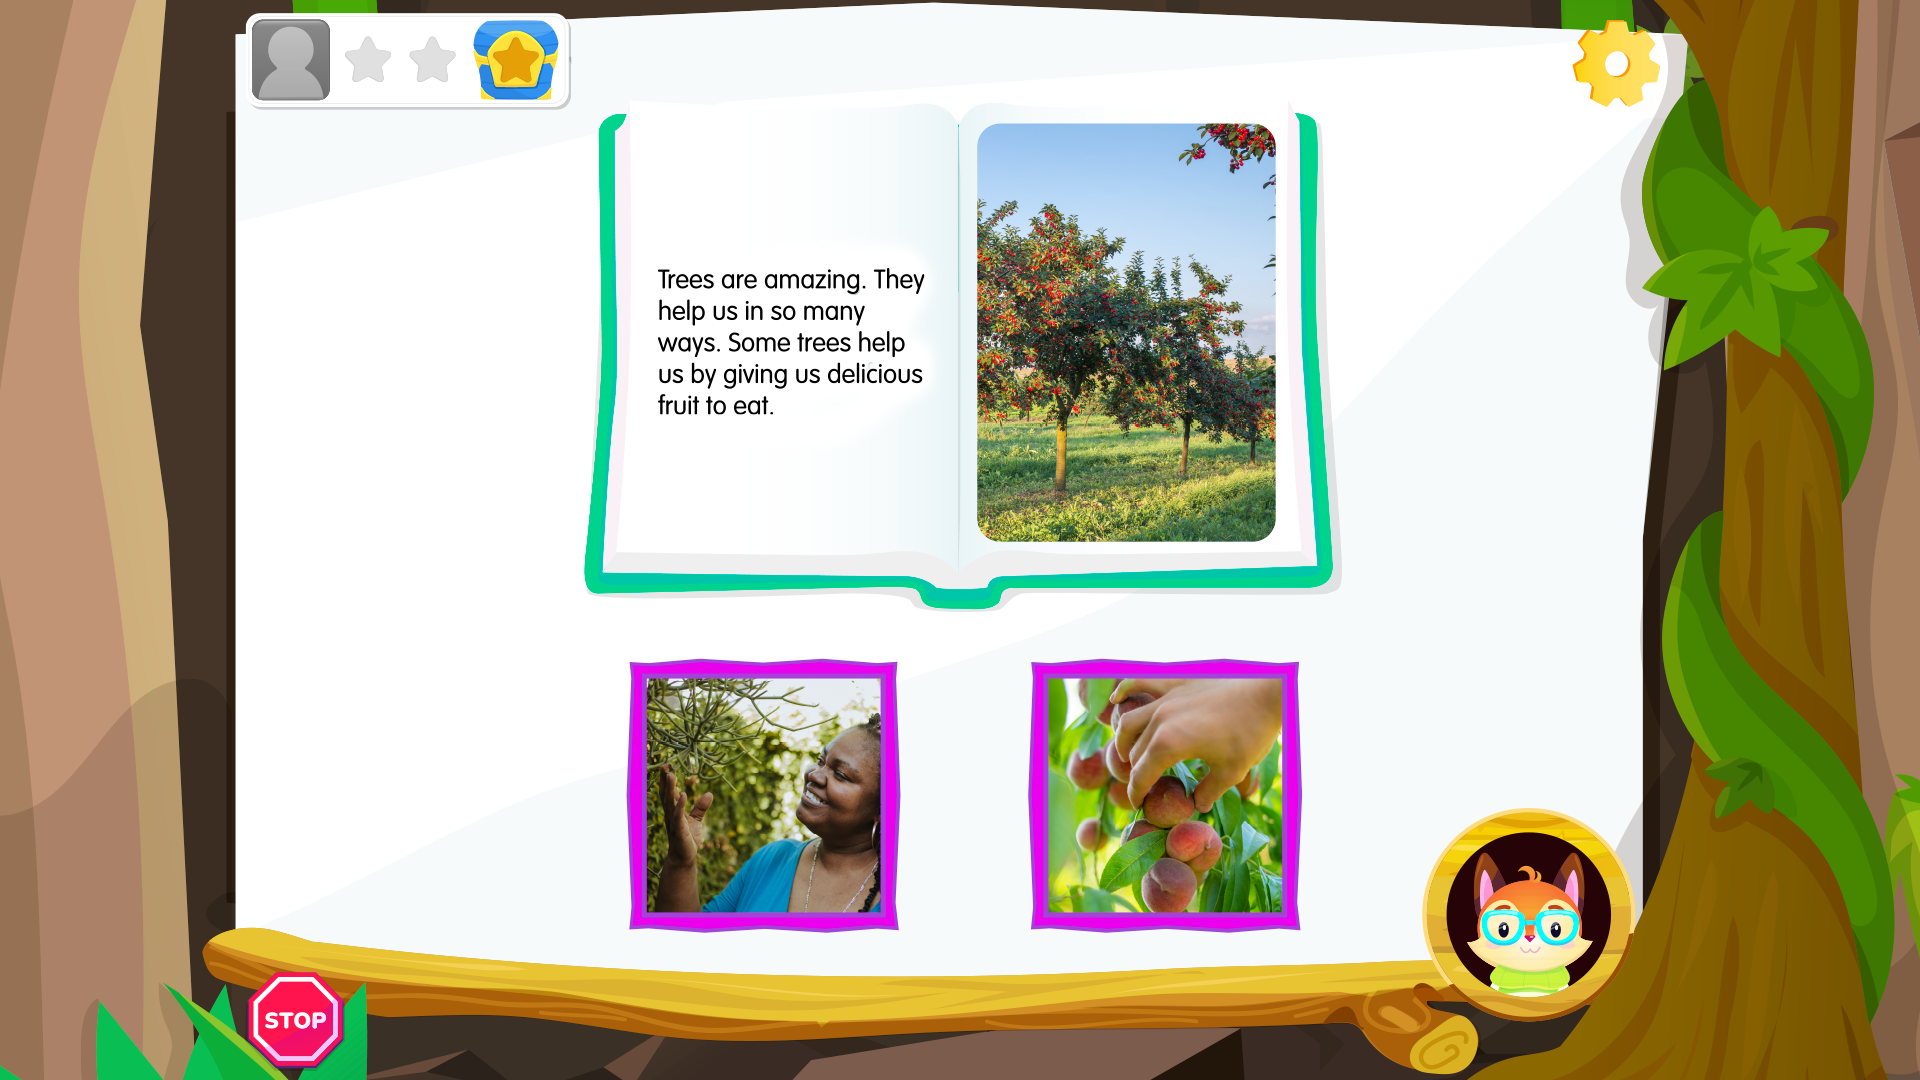 Trees are amazing. They
help us in so many
ways. Some trees help
us by giving us delicious
fruit to eat.
STOP